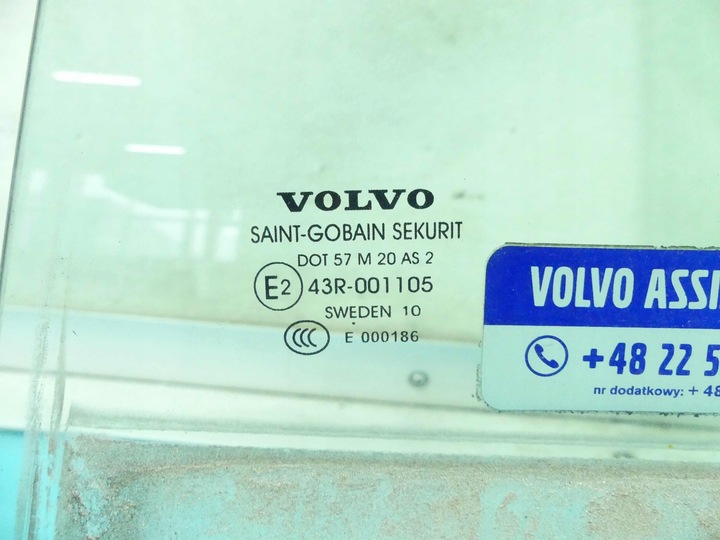 VOLVO
SAINT-GOBAIN SEKURIT
DOT 57 M 20 AS 2
E2 43R-001105
SWEDEN 10
CCC E 000186
VOLVO ASSI
+48 22 5
nr dodatkowy: + 48